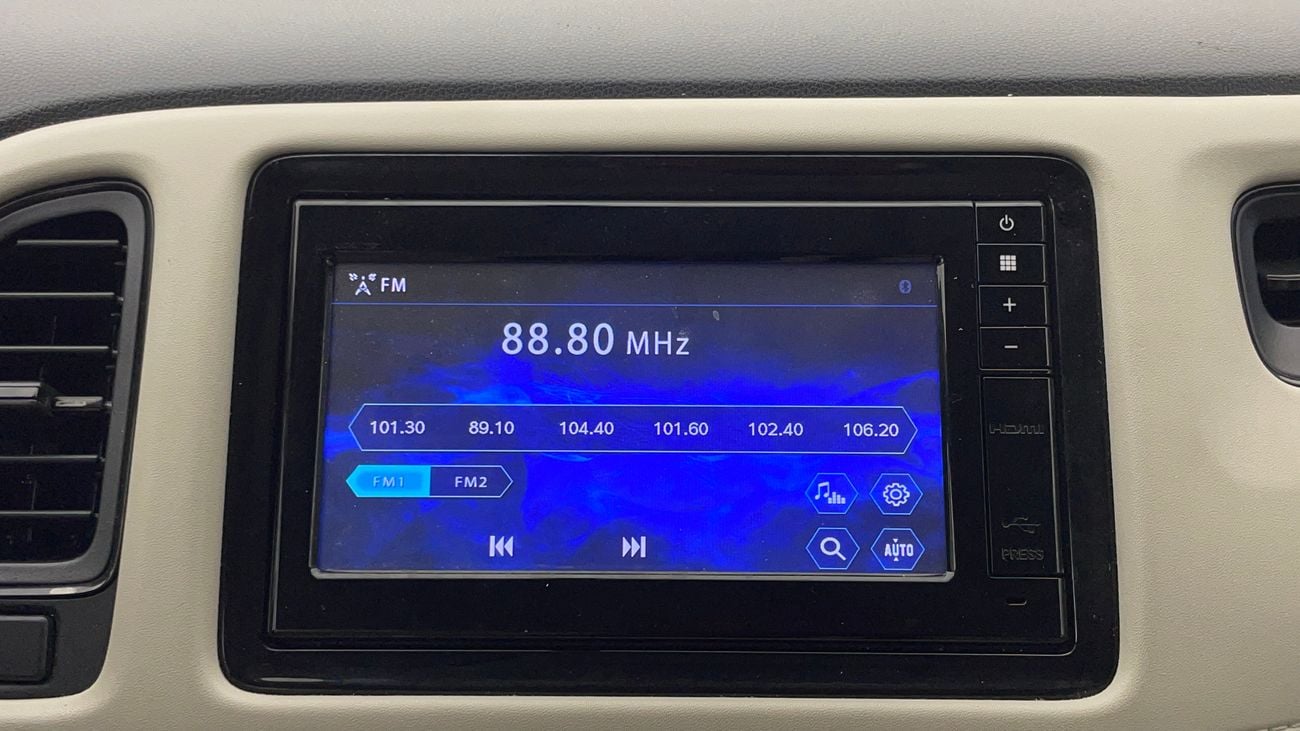 FM
88.80 MHz
101.30 89.10 104.40 101.60 102.40 106.20
FM1 FM2
AUTO
+
-
HDMI
PRESS